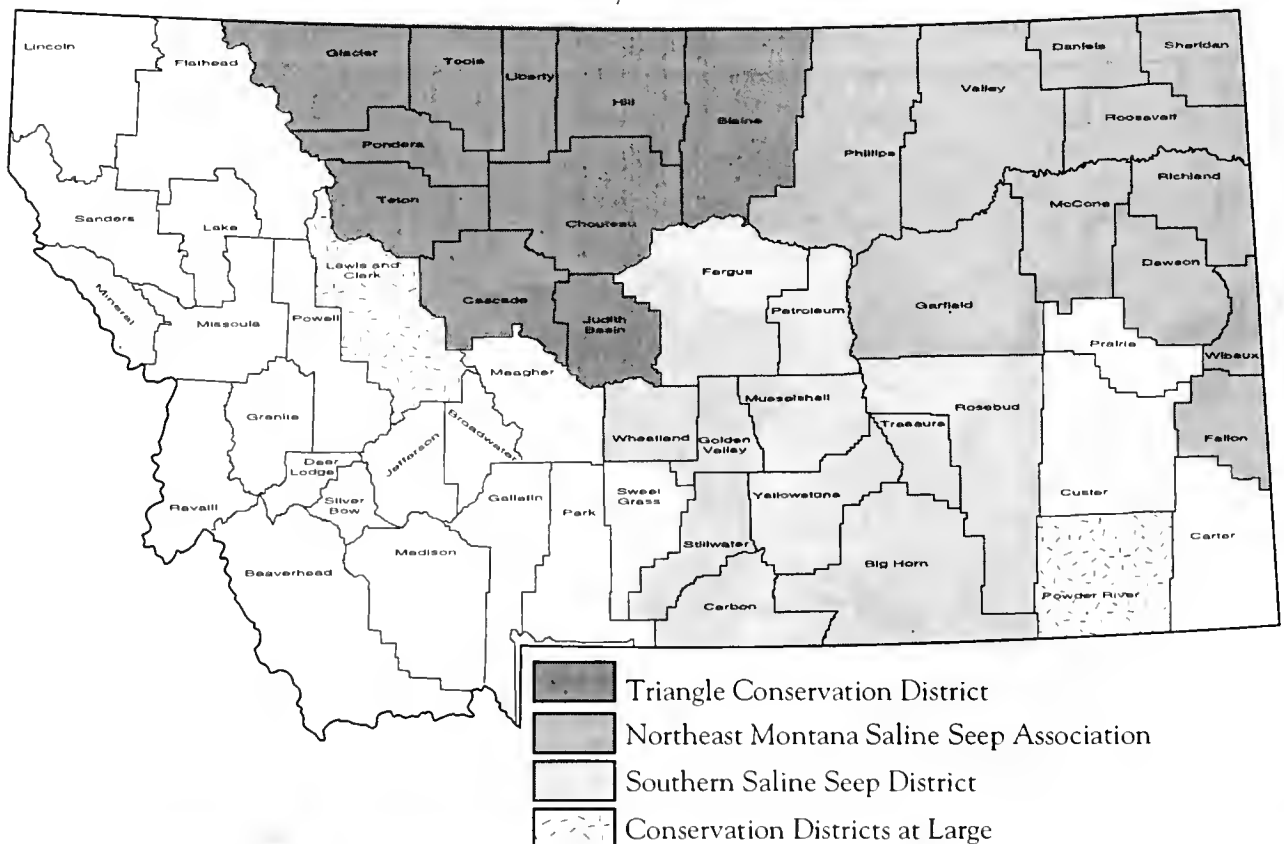 Lincoln
Flathead
Glacier
Toole
Liberty
Hill
Blaine
Phillips
Valley
Daniels
Sheridan
Roosevelt
Pondera
Teton
Chouteau
Richland
McCone
Dawson
Sanders
Lake
Lewis and
Clark
Cascade
Judith
Basin
Fergus
Petroleum
Garfield
Prairie
Wibaux
Mineral
Missoula
Powell
Meagher
Musselshell
Rosebud
Granite
Broadwater
Jefferson
Wheatland
Golden
Valley
Treasure
Fallon
Deer
Lodge
Silver
Bow
Ravalli
Gallatin
Park
Sweet
Grass
Yellowstone
Custer
Carter
Beaverhead
Madison
Stillwater
Big Horn
Powder River
Carbon
Triangle Conservation District
Northeast Montana Saline Seep Association
Southern Saline Seep District
Conservation Districts at Large